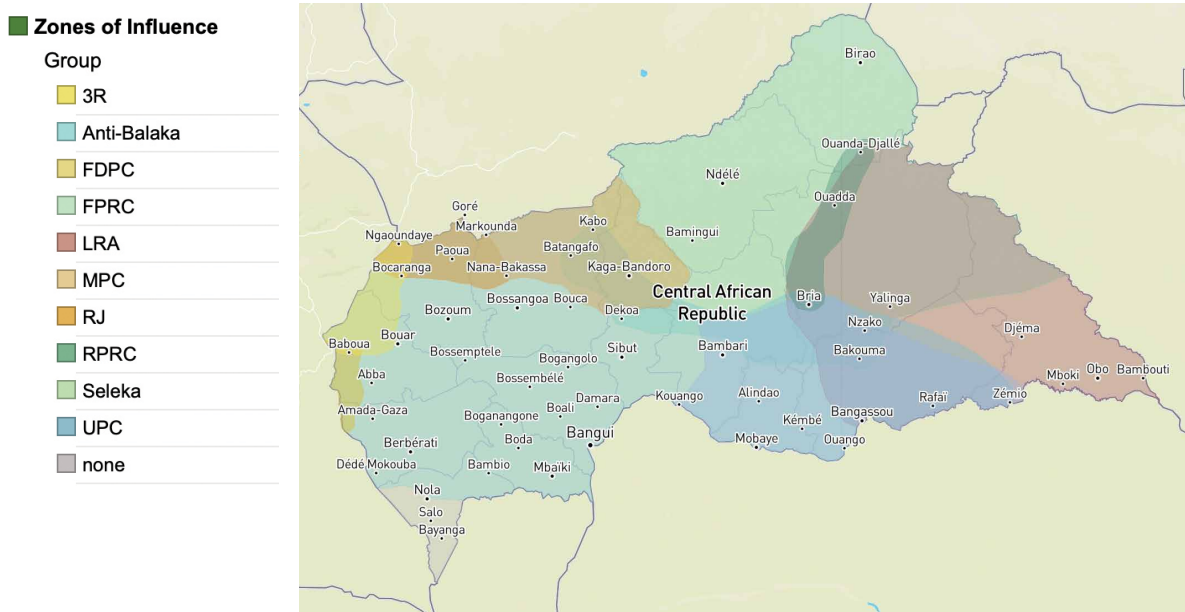 Zones of Influence
Group
3R
Anti-Balaka
FDPC
FPRC
LRA
MPC
RJ
RPRC
Seleka
UPC
none
Birao
Ouanda-Djallé
Ndélé
Ouadda
Goré
Markounda
Kabo
Ngaoundaye
Paoua
Batangafo
Bamingui
Bocaranga
Nana-Bakassa
Kaga-Bandoro
Central African
Republic
Bria
Yalinga
Bozoum
Bossangoa
Bouca
Dekoa
Nzako
Djéma
Baboua
Bouar
Bossemptele
Bogangolo
Sibut
Bambari
Bakouma
Abba
Bossembélé
Mboki
Obo
Bambouti
Amada-Gaza
Boganangone
Boali
Damara
Kouango
Alindao
Rafaï
Zémio
Berbérati
Boda
Bangui
Kémbé
Bangassou
Mobaye
Ouango
Dédé Mokouba
Bambio
Mbaïki
Nola
Salo
Bayanga